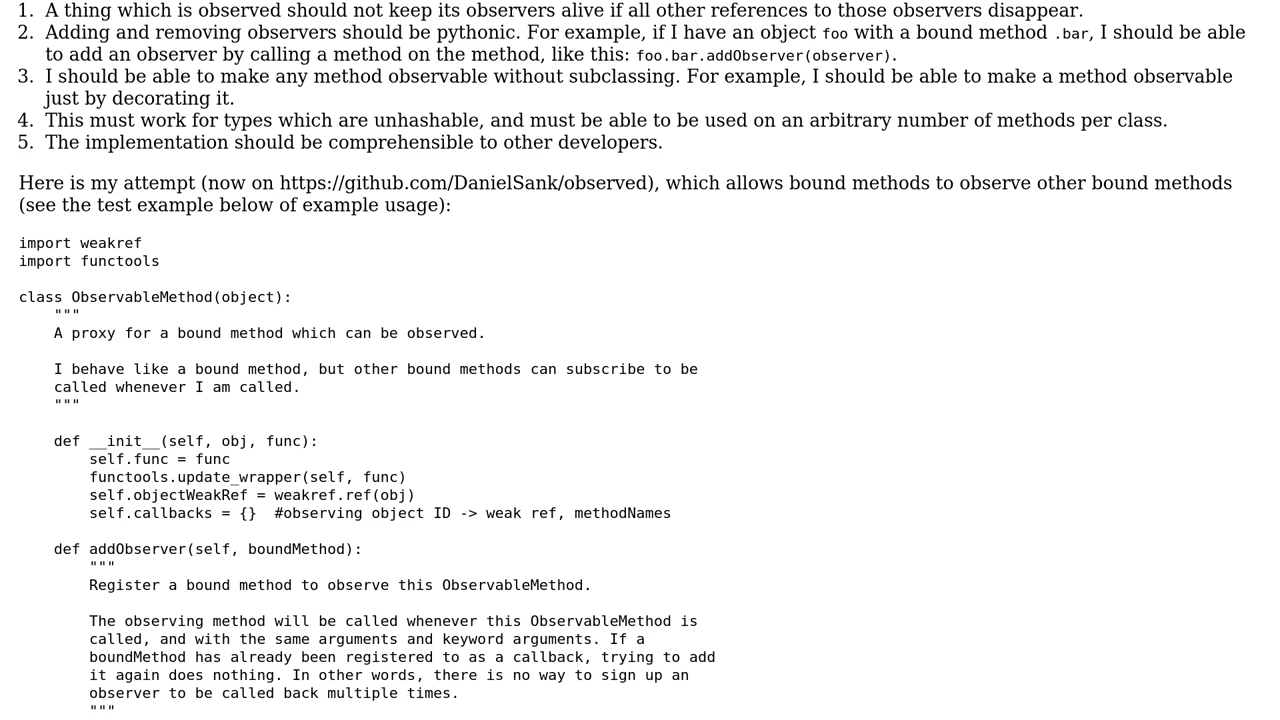 1. A thing which is observed should not keep its observers alive if all other references to those observers disappear.
2. Adding and removing observers should be pythonic. For example, if I have an object foo with a bound method .bar, I should be able
to add an observer by calling a method on the method, like this: foo.bar.addObserver(observer).
3. I should be able to make any method observable without subclassing. For example, I should be able to make a method observable
just by decorating it.
4. This must work for types which are unhashable, and must be able to be used on an arbitrary number of methods per class.
5. The implementation should be comprehensible to other developers.
Here is my attempt (now on https://github.com/DanielSank/observed), which allows bound methods to observe other bound methods
(see the test example below of example usage):
import weakref
import functools
class ObservableMethod(object):
    """
    A proxy for a bound method which can be observed.
    I behave like a bound method, but other bound methods can subscribe to be
    called whenever I am called.
    """
    def __init__(self, obj, func):
        self.func = func
        functools.update_wrapper(self, func)
        self.objectWeakRef = weakref.ref(obj)
        self.callbacks = {}  #observing object ID -> weak ref, methodNames
    def addObserver(self, boundMethod):
        """
        Register a bound method to observe this ObservableMethod.
        The observing method will be called whenever this ObservableMethod is
        called, and with the same arguments and keyword arguments. If a
        boundMethod has already been registered to as a callback, trying to add
        it again does nothing. In other words, there is no way to sign up an
        observer to be called back multiple times.
        """